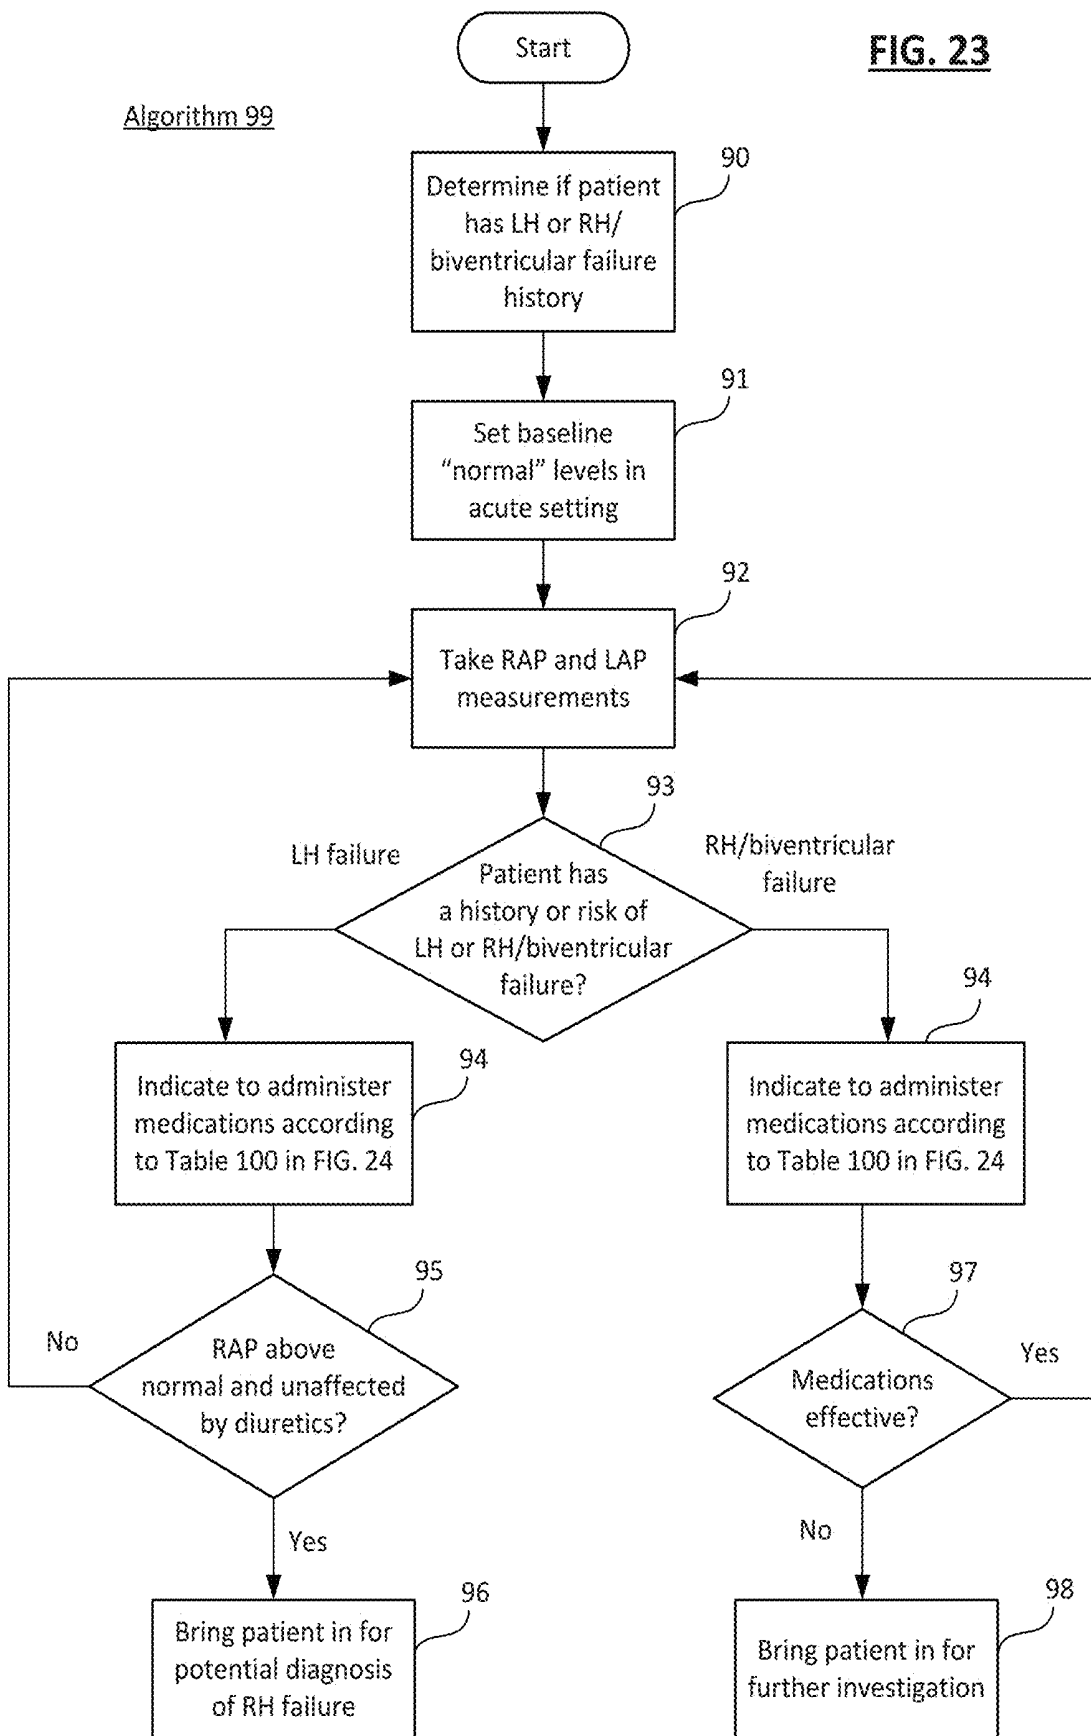 Start
FIG. 23
Algorithm 99
90
Determine if patient
has LH or RH/
biventricular failure
history
91
Set baseline
"normal" levels in
acute setting
92
Take RAP and LAP
measurements
93
LH failure
RH/biventricular
failure
Patient has
a history or risk of
LH or RH/biventricular
failure?
94
Indicate to administer
medications according
to Table 100 in FIG. 24
94
Indicate to administer
medications according
to Table 100 in FIG. 24
95
No
RAP above
normal and unaffected
by diuretics?
97
Yes
Medications
effective?
Yes
No
96
Bring patient in for
potential diagnosis
of RH failure
98
Bring patient in for
further investigation